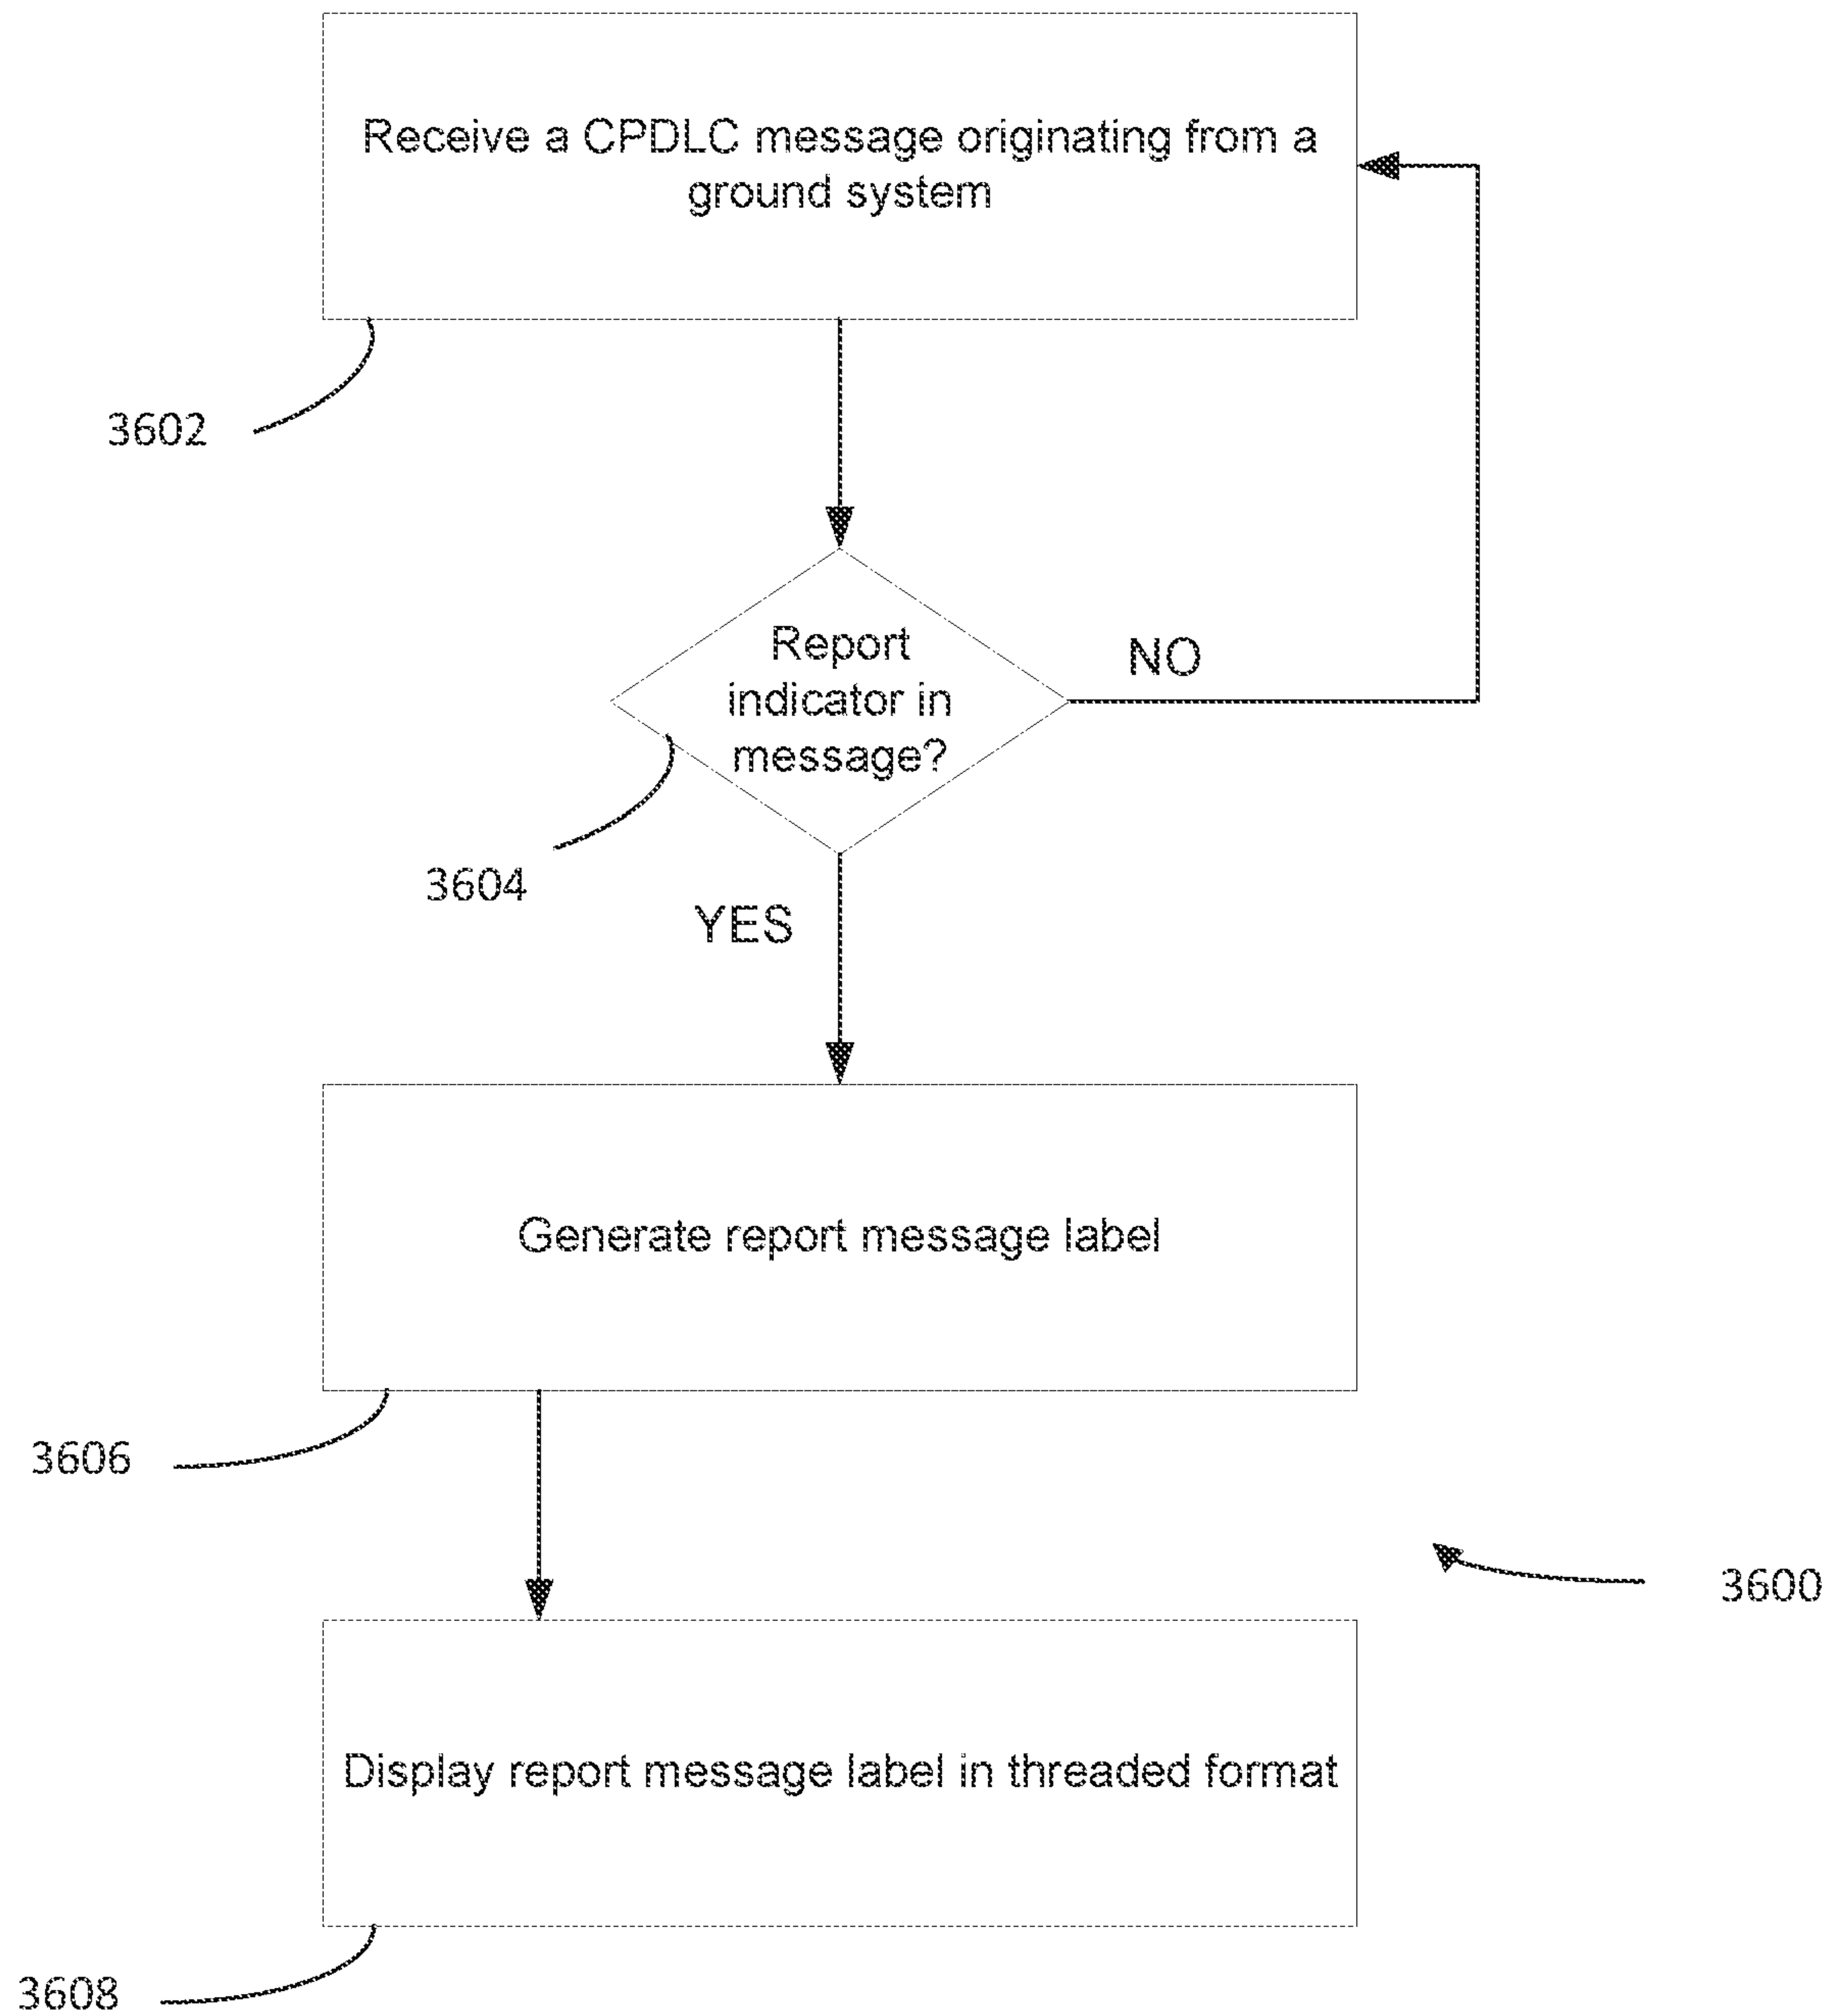 Receive a CPDLC message originating from a
ground system
3602
Report
indicator in
message?
NO
3604
YES
Generate report message label
3606
3600
Display report message label in threaded format
3608